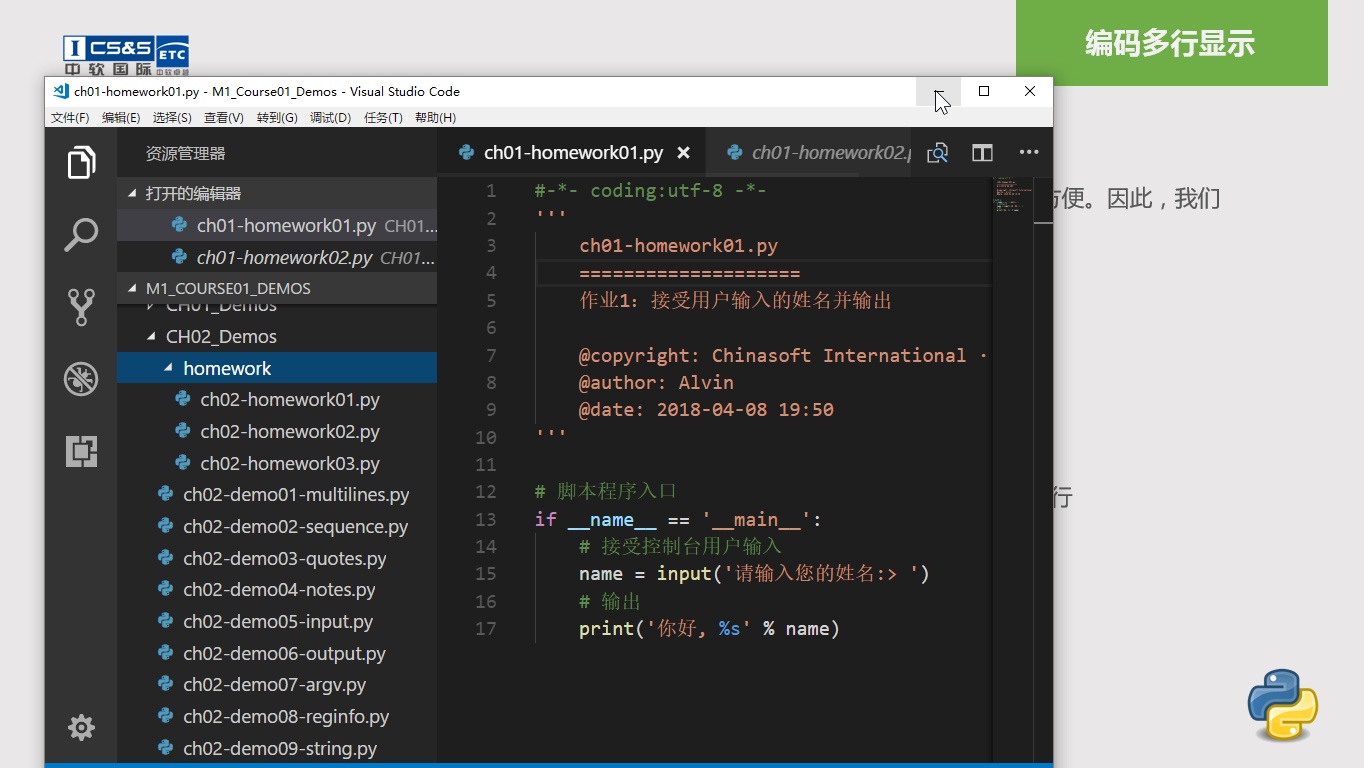 编码多行显示
CS&S ETC
中软国际
ch01-homework01.py - M1_Course01_Demos - Visual Studio Code
文件(F) 编辑(E) 选择(S) 查看(V) 转到(G) 调试(D) 任务(T) 帮助(H)
资源管理器
打开的编辑器
ch01-homework01.py CH01...
ch01-homework02.py CH01...
M1_COURSE01_DEMOS
CH01_Demos
CH02_Demos
homework
ch02-homework01.py
ch02-homework02.py
ch02-homework03.py
ch02-demo01-multilines.py
ch02-demo02-sequence.py
ch02-demo03-quotes.py
ch02-demo04-notes.py
ch02-demo05-input.py
ch02-demo06-output.py
ch02-demo07-argv.py
ch02-demo08-reginfo.py
ch02-demo09-string.py
ch01-homework01.py ch01-homework02.p
1 #-*- coding:utf-8 -*-
2 '''
3 ch01-homework01.py
4 ====================
5 作业1：接受用户输入的姓名并输出
6
7 @copyright: Chinasoft International ·
8 @author: Alvin
9 @date: 2018-04-08 19:50
10 '''
11
12 # 脚本程序入口
13 if __name__ == '__main__':
14 # 接受控制台用户输入
15 name = input('请输入您的姓名:> ')
16 # 输出
17 print('你好, %s' % name)
方便。因此，我们
行